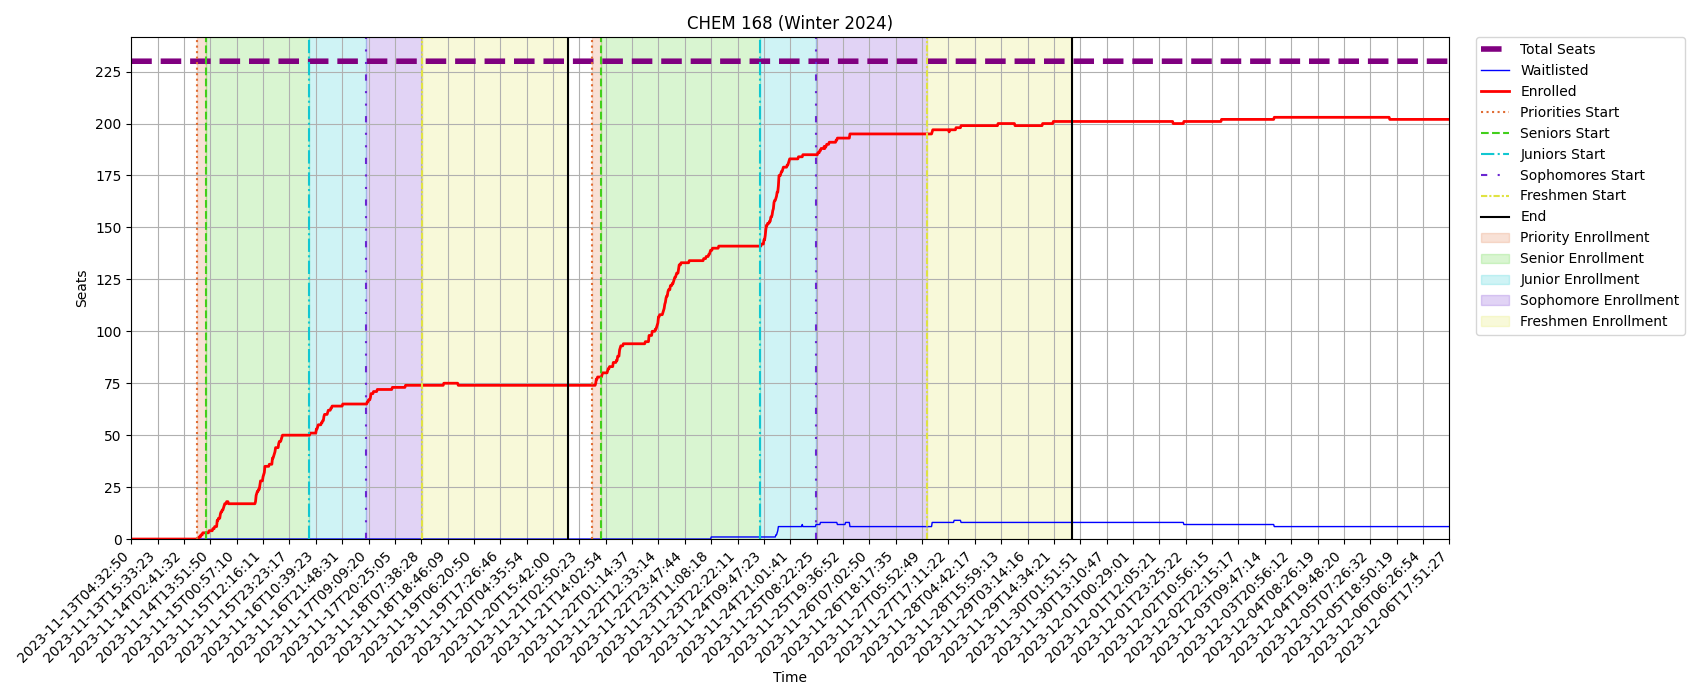 CHEM 168 (Winter 2024)
Seats
225
200
175
150
125
100
75
50
25
0
2023-11-13T04:32:50
2023-11-13T15:33:23
2023-11-14T02:41:32
2023-11-14T13:51:50
2023-11-15T00:57:10
2023-11-15T12:16:11
2023-11-15T23:23:17
2023-11-16T10:39:23
2023-11-16T21:48:31
2023-11-17T09:09:20
2023-11-17T20:25:05
2023-11-18T07:38:28
2023-11-18T18:46:09
2023-11-19T06:20:50
2023-11-19T17:26:46
2023-11-20T04:35:54
2023-11-20T15:42:00
2023-11-21T02:50:23
2023-11-21T14:02:54
2023-11-22T01:14:37
2023-11-22T12:33:14
2023-11-22T23:47:44
2023-11-23T11:08:18
2023-11-23T22:22:11
2023-11-24T09:47:23
2023-11-24T21:01:41
2023-11-25T08:22:25
2023-11-25T19:36:52
2023-11-26T07:02:50
2023-11-26T18:17:35
2023-11-27T05:52:49
2023-11-27T17:11:22
2023-11-28T04:42:17
2023-11-28T15:59:13
2023-11-29T03:14:16
2023-11-29T14:34:21
2023-11-30T01:51:51
2023-11-30T13:10:47
2023-12-01T00:29:01
2023-12-01T12:05:21
2023-12-01T23:25:22
2023-12-02T10:56:15
2023-12-02T22:15:17
2023-12-03T09:47:14
2023-12-03T20:56:12
2023-12-04T08:26:19
2023-12-04T19:48:20
2023-12-05T07:26:32
2023-12-05T18:50:19
2023-12-06T06:26:54
2023-12-06T17:51:27
Time
Total Seats
Waitlisted
Enrolled
Priorities Start
Seniors Start
Juniors Start
Sophomores Start
Freshmen Start
End
Priority Enrollment
Senior Enrollment
Junior Enrollment
Sophomore Enrollment
Freshmen Enrollment